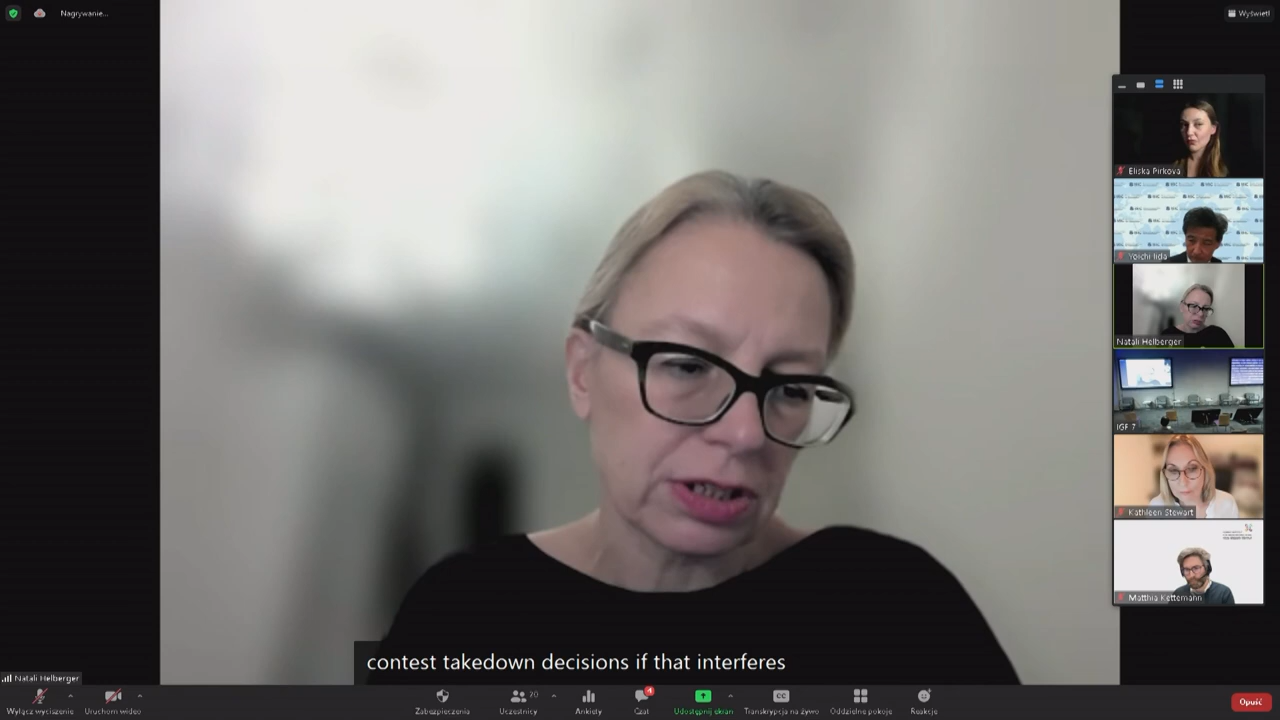 Nagrywanie...
Wyświetl
Eliska Pirkova
Yoichi Iida
Natali Helberger
IGF 7
Kathleen Stewart
Matthia Kettemann
contest takedown decisions if that interferes
Natali Helberger
Wyłącz wyciszenie
Uruchom wideo
Zabezpieczenia
Uczestnicy
70
Ankiety
Czat
4
Udostępnij ekran
CC
Transkrypcja na żywo
Oddzielne pokoje
Reakcje
Opuść